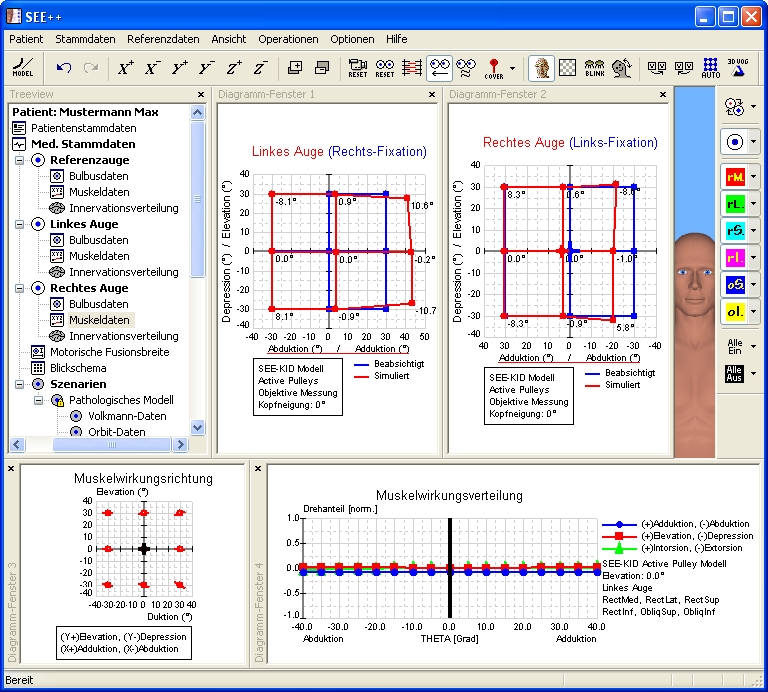 SEE++
Patient Stammdaten Referenzdaten Ansicht Operationen Optionen Hilfe
MODEL X+ X- Y+ Y- Z+ Z- RESET RESET COVER BLINK AUTO 3D VOG
Treeview
Patient: Mustermann Max
Patientenstammdaten
Med. Stammdaten
Referenzauge
Bulbusdaten
Muskeldaten
Innervationsverteilung
Linkes Auge
Bulbusdaten
Muskeldaten
Innervationsverteilung
Rechtes Auge
Bulbusdaten
Muskeldaten
Innervationsverteilung
Motorische Fusionsbreite
Blickschema
Szenarien
Pathologisches Modell
Volkmann-Daten
Orbit-Daten
Diagramm-Fenster 1
Linkes Auge (Rechts-Fixation)
Depression (°) / Elevation (°)
40
30
20
10
0
10
20
30
40
-8.1° 0.9° 10.6°
0.0° 0.0° -0.2°
8.1° -0.9° -10.7
-40 -30 -20 -10 0 10 20 30 40 50
Abduktion (°) / Adduktion (°)
SEE-KID Modell
Active Pulleys
Objektive Messung
Kopfneigung: 0°
Beabsichtigt
Simuliert
Diagramm-Fenster 2
Rechtes Auge (Links-Fixation)
Depression (°) / Elevation (°)
40
30
20
10
0
10
20
30
40
8.3° 0.6° -8.6°
0.0° 0.0° -1.0°
-8.3° -0.9° 5.8°
40 30 20 10 0 -10 -20 -30 -40
Abduktion (°) / Adduktion (°)
SEE-KID Modell
Active Pulleys
Objektive Messung
Kopfneigung: 0°
Beabsichtigt
Simuliert
rM.
rL.
rS.
rI.
oS.
oI.
Alle
Ein
Alle
Aus
Diagramm-Fenster 3
Muskelwirkungsrichtung
Elevation (°)
40
30
20
10
0
-10
-20
-30
-40
-40 -30 -20 -10 0 10 20 30 40
Duktion (°)
(Y+)Elevation, (Y-)Depression
(X+)Adduktion, (X-)Abduktion
Diagramm-Fenster 4
Muskelwirkungsverteilung
Drehanteil [norm.]
1.0
0.5
0.0
-0.5
-1.0
-40.0 -30.0 -20.0 -10.0 0.0 10.0 20.0 30.0 40.0
Abduktion THETA [Grad] Adduktion
(+)Adduktion, (-)Abduktion
(+)Elevation, (-)Depression
(+)Intorsion, (-)Extorsion
SEE-KID Active Pulley Modell
Elevation: 0.0°
Linkes Auge
RectMed, RectLat, RectSup
RectInf, ObliqSup, ObliqInf
Bereit